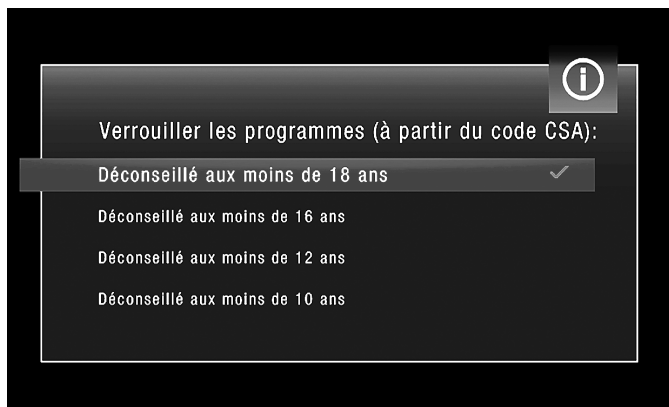 Verrouiller les programmes (à partir du code CSA):
Déconseillé aux moins de 18 ans
Déconseillé aux moins de 16 ans
Déconseillé aux moins de 12 ans
Déconseillé aux moins de 10 ans